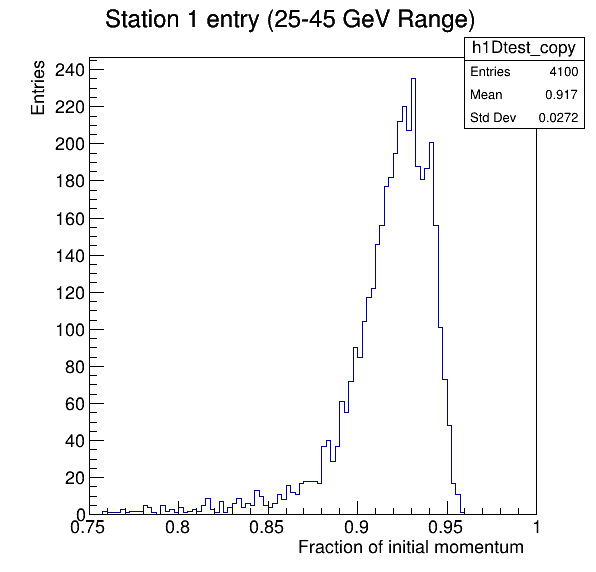 Station 1 entry (25-45 GeV Range)
h1Dtest_copy
Entries 4100
Mean 0.917
Std Dev 0.0272
Entries
240
220
200
180
160
140
120
100
80
60
40
20
0
0.75 0.8 0.85 0.9 0.95 1
Fraction of initial momentum